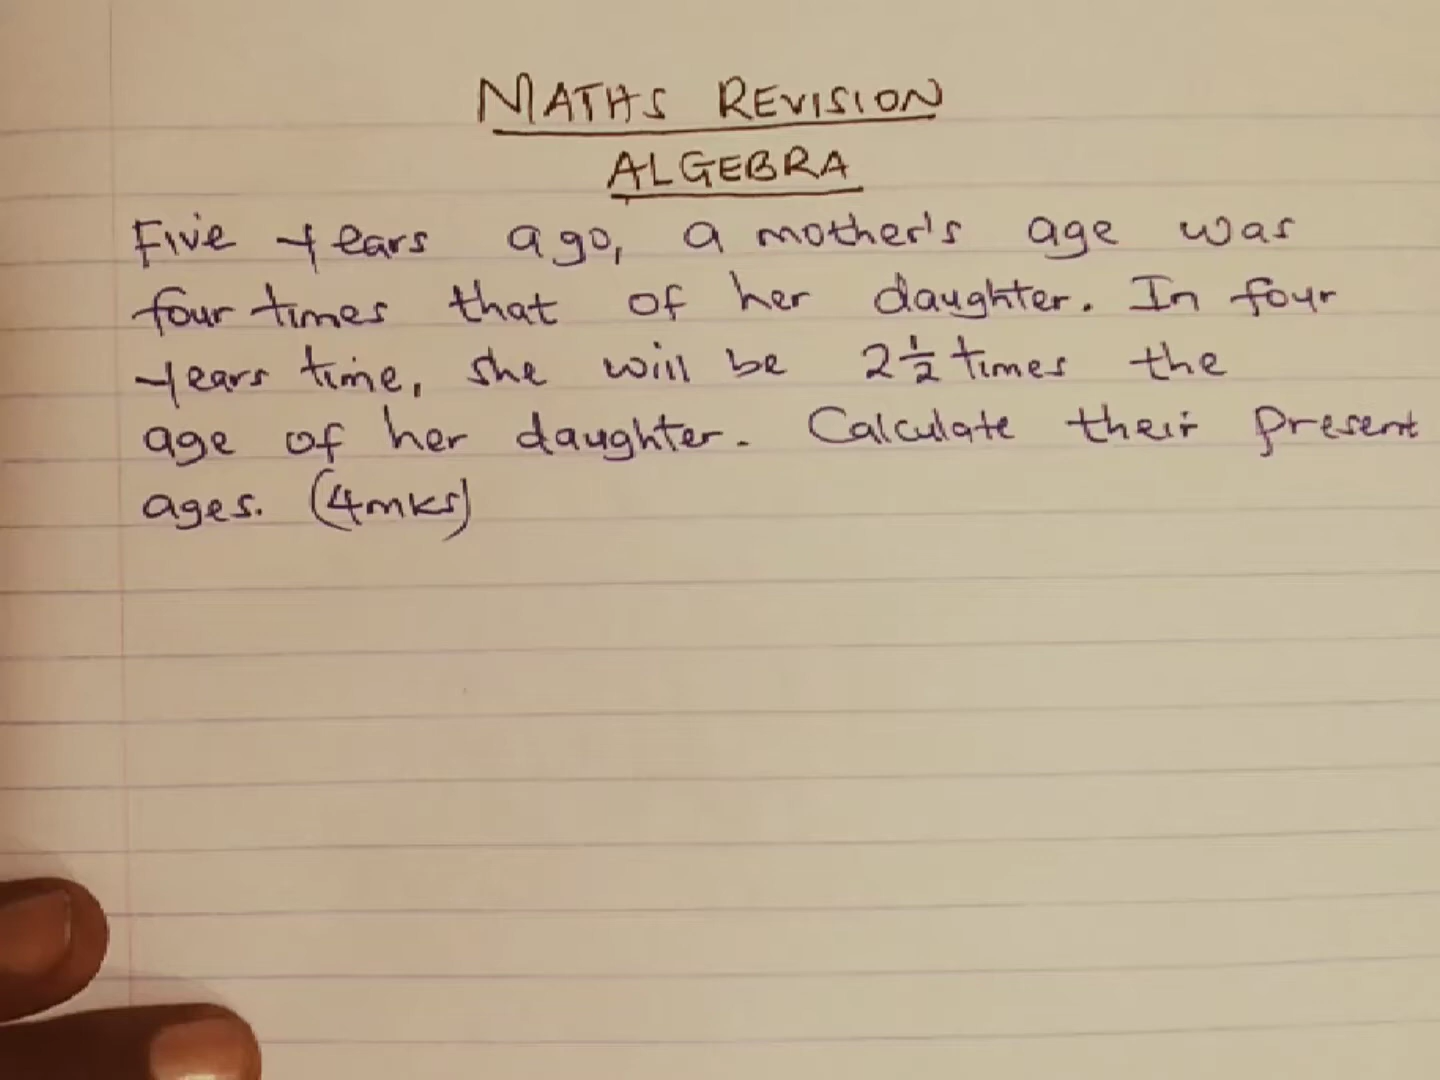 MATHS REVISION
ALGEBRA
Five years ago, a mother's age was
four times that of her daughter. In four
years time, she will be 2½ times the
age of her daughter. Calculate their present
ages. (4mks)